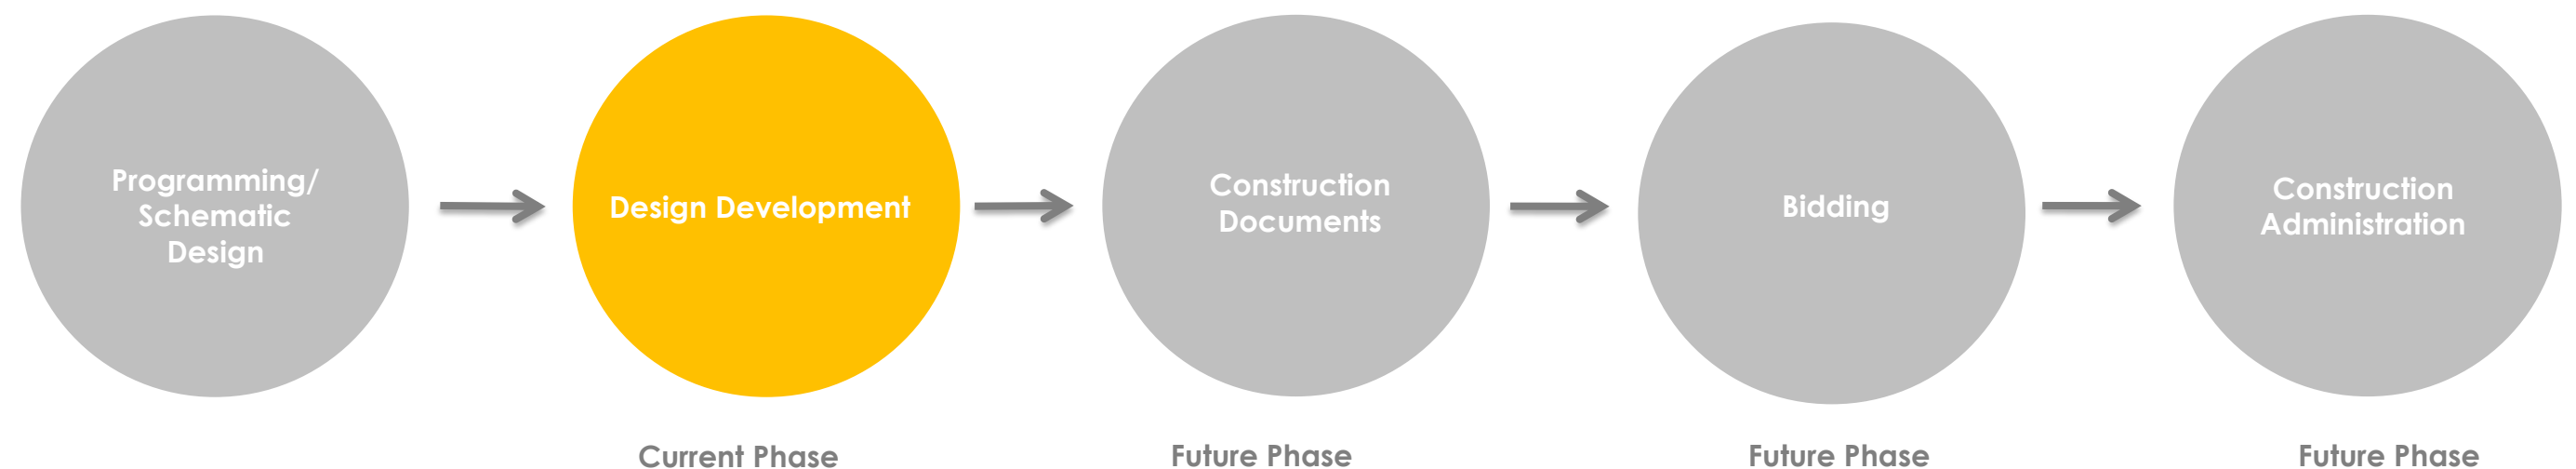 Programming/
Schematic
Design
Design Development
Construction
Documents
Bidding
Construction
Administration
Current Phase
Future Phase
Future Phase
Future Phase